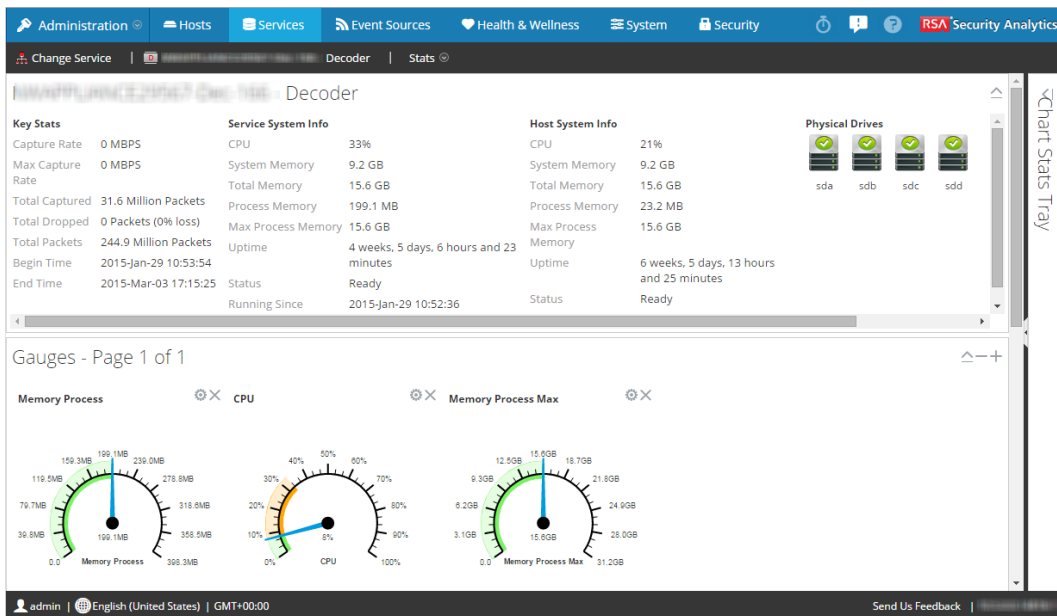 Administration Hosts Services Event Sources Health & Wellness System Security RSA Security Analytics
Change Service | Decoder | Stats
Decoder
Key Stats
Capture Rate 0 MBPS
Max Capture Rate 0 MBPS
Total Captured 31.6 Million Packets
Total Dropped 0 Packets (0% loss)
Total Packets 244.9 Million Packets
Begin Time 2015-Jan-29 10:53:54
End Time 2015-Mar-03 17:15:25
Service System Info
CPU 33%
System Memory 9.2 GB
Total Memory 15.6 GB
Process Memory 199.1 MB
Max Process Memory 15.6 GB
Uptime 4 weeks, 5 days, 6 hours and 23 minutes
Status Ready
Running Since 2015-Jan-29 10:52:36
Host System Info
CPU 21%
System Memory 9.2 GB
Total Memory 15.6 GB
Process Memory 23.2 MB
Max Process Memory 15.6 GB
Uptime 6 weeks, 5 days, 13 hours and 25 minutes
Status Ready
Physical Drives
sda sdb sdc sdd
Chart Stats Tray
Gauges - Page 1 of 1
Memory Process
0.0
39.8MB
79.7MB
119.5MB
159.3MB
199.1MB
239.0MB
278.8MB
318.6MB
358.5MB
398.3MB
199.1MB
Memory Process
CPU
0%
10%
20%
30%
40%
50%
60%
70%
80%
90%
100%
8%
CPU
Memory Process Max
0.0
3.1GB
6.2GB
9.3GB
12.5GB
15.6GB
18.7GB
21.8GB
24.9GB
28.0GB
31.2GB
15.6GB
Memory Process Max
admin | English (United States) | GMT+00:00
Send Us Feedback |